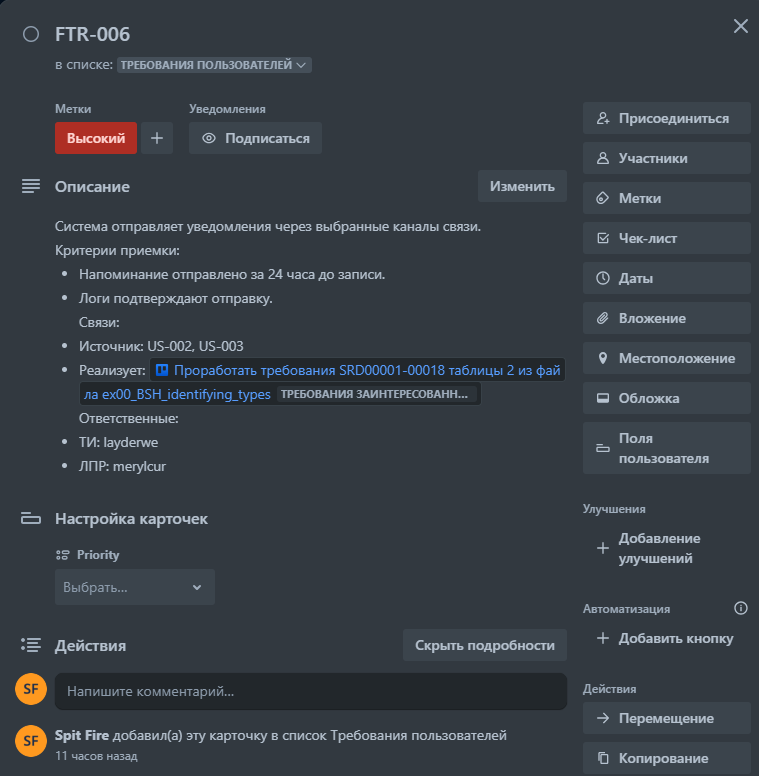 FTR-006
в списке: ТРЕБОВАНИЯ ПОЛЬЗОВАТЕЛЕЙ
Метки
Уведомления
Высокий
Подписаться
Описание
Изменить
Система отправляет уведомления через выбранные каналы связи.
Критерии приемки:
• Напоминание отправлено за 24 часа до записи.
• Логи подтверждают отправку.
Связи:
• Источник: US-002, US-003
• Реализует: Проработать требования SRD00001-00018 таблицы 2 из фай
ла ex00_BSH_identifying_types ТРЕБОВАНИЯ ЗАИНТЕРЕСОВАНН...
Ответственные:
• ТИ: layderwe
• ЛПР: merylcur
Настройка карточек
Priority
Выбрать...
Действия
Скрыть подробности
SF
Напишите комментарий...
SF
Spit Fire добавил(а) эту карточку в список Требования пользователей
11 часов назад
Присоединиться
Участники
Метки
Чек-лист
Даты
Вложение
Местоположение
Обложка
Поля
пользователя
Улучшения
Добавление
улучшений
Автоматизация
Добавить кнопку
Действия
Перемещение
Копирование